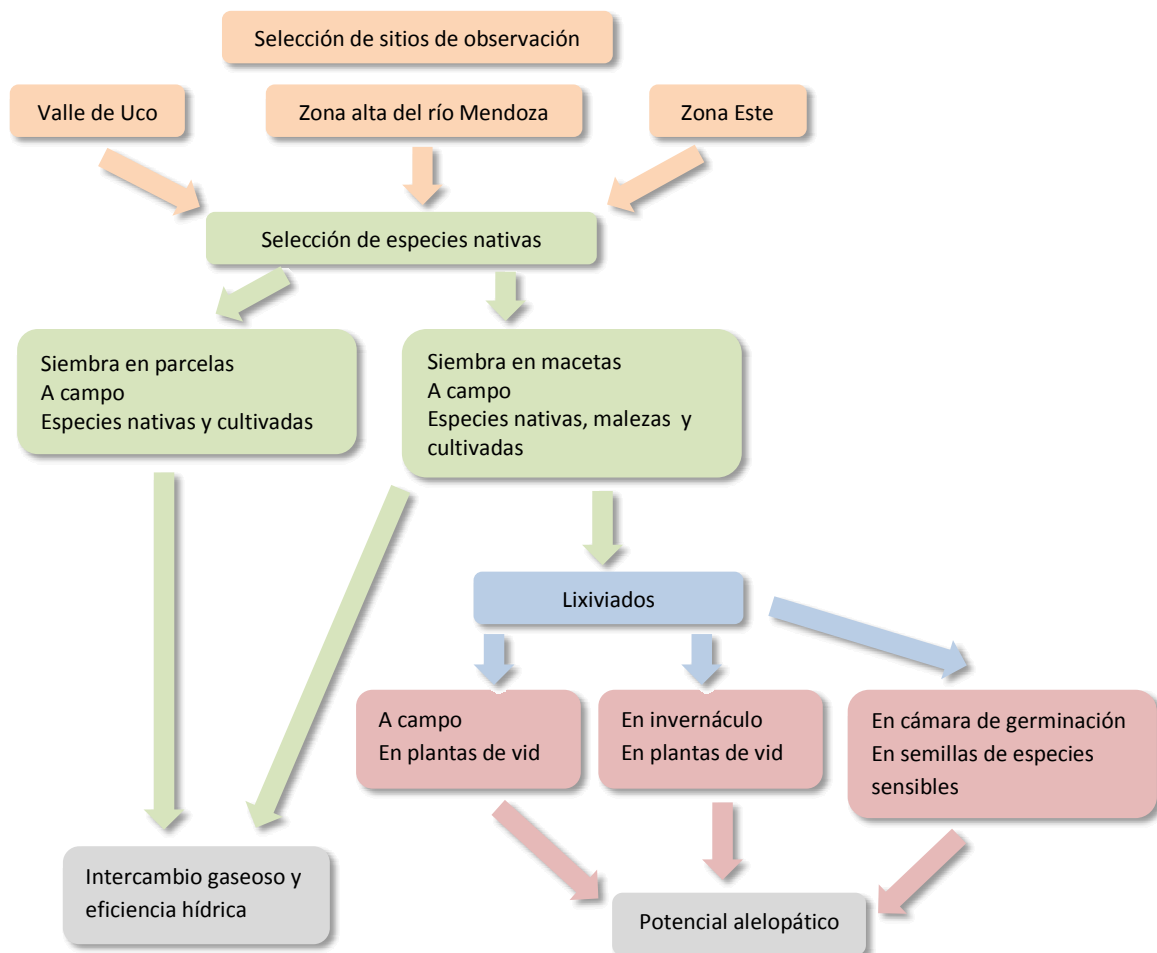 Selección de sitios de observación
Valle de Uco
Zona alta del río Mendoza
Zona Este
Selección de especies nativas
Siembra en parcelas
A campo
Especies nativas y cultivadas
Siembra en macetas
A campo
Especies nativas, malezas y
cultivadas
Lixiviados
A campo
En plantas de vid
En invernáculo
En plantas de vid
En cámara de germinación
En semillas de especies
sensibles
Intercambio gaseoso y
eficiencia hídrica
Potencial alelopático